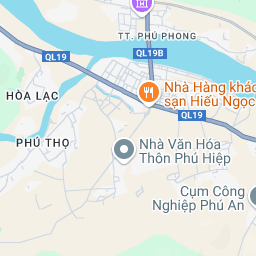 TT. PHÚ PHONG
QL19B
QL19
Nhà Hàng khác
sạn Hiếu Ngọc
HÒA LẠC
QL19
PHÚ THỌ
Nhà Văn Hóa
Thôn Phú Hiệp
Cụm Công
Nghiệp Phú An